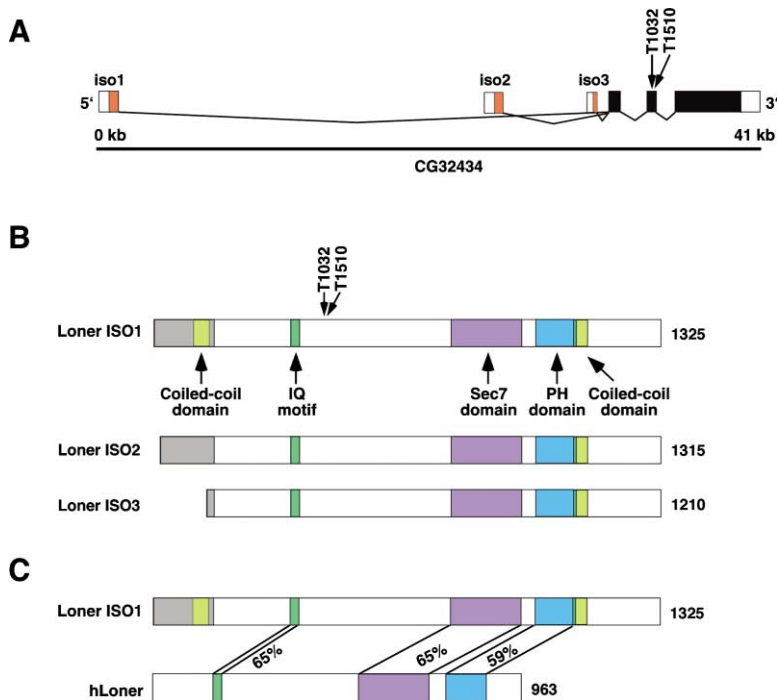 A
T1032
T1510
iso1 iso2 iso3
5' 3'
0 kb 41 kb
CG32434
B
T1032
T1510
Loner ISO1 1325
Coiled-coil domain IQ motif Sec7 domain PH domain Coiled-coil domain
Loner ISO2 1315
Loner ISO3 1210
C
Loner ISO1 1325
65% 65% 59%
hLoner 963